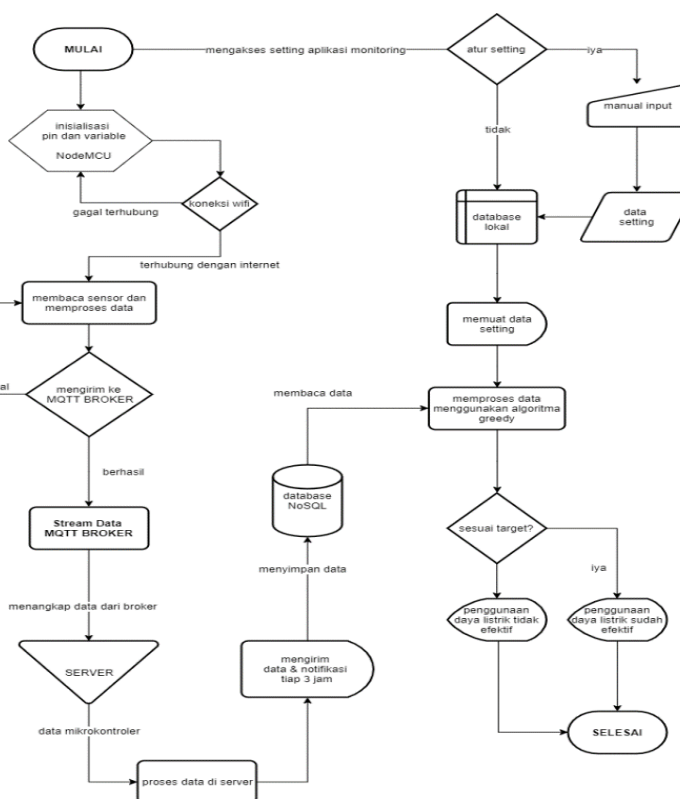 MULAI
mengakses setting aplikasi monitoring
atur setting
iya
manual input
inisialisasi
pin dan variable
NodeMCU
tidak
koneksi wifi
gagal terhubung
database
lokal
data
setting
terhubung dengan internet
membaca sensor dan
memproses data
memuat data
setting
al
mengirim ke
MQTT BROKER
membaca data
memproses data
menggunakan algoritma
greedy
berhasil
database
NoSQL
Stream Data
MQTT BROKER
sesuai target?
iya
menyimpan data
menangkap data dari broker
penggunaan
daya listrik tidak
efektif
penggunaan
daya listrik sudah
efektif
SERVER
mengirim
data & notifikasi
tiap 3 jam
data mikrokontroler
SELESAI
proses data di server